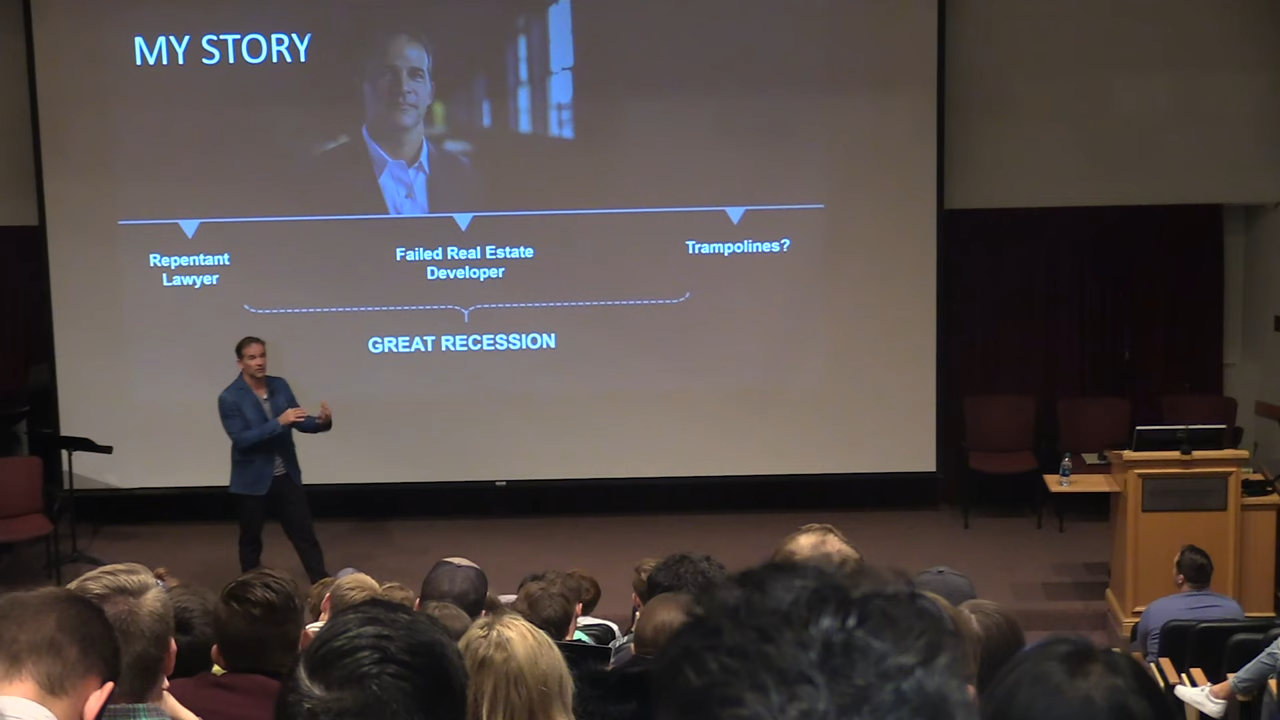 MY STORY
Repentant
Lawyer
Failed Real Estate
Developer
Trampolines?
GREAT RECESSION